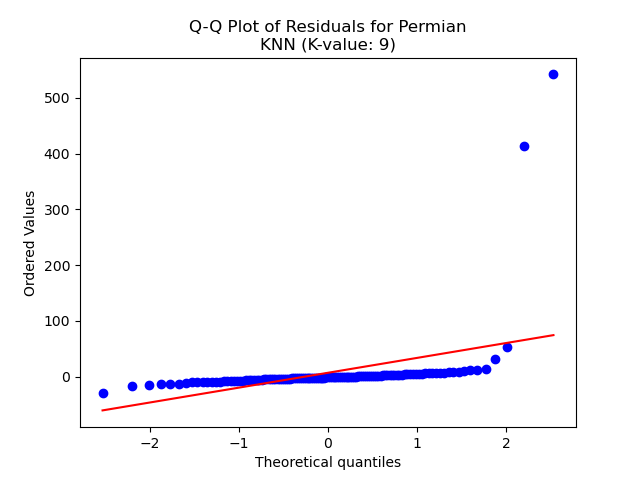 Q-Q Plot of Residuals for Permian
KNN (K-value: 9)
Ordered Values
500
400
300
200
100
0
−2
−1
0
1
2
Theoretical quantiles